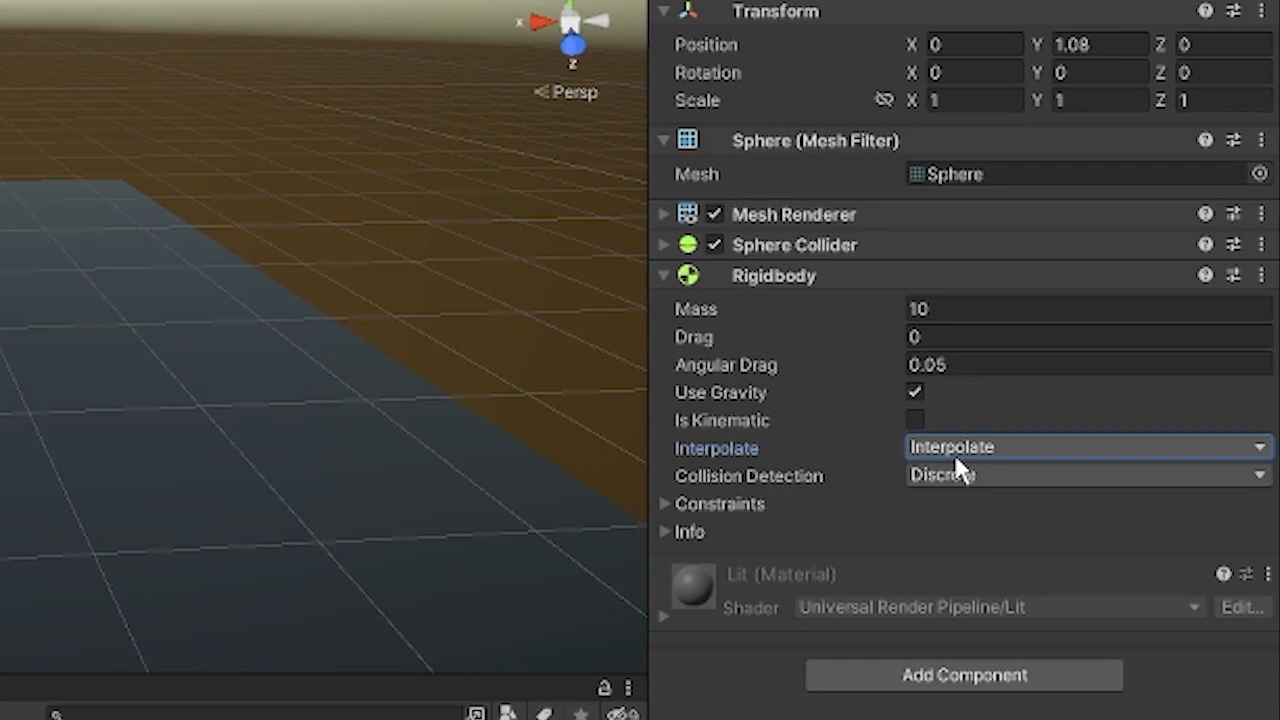 Transform
x
z
< Persp
Position X 0 Y 1.08 Z 0
Rotation X 0 Y 0 Z 0
Scale X 1 Y 1 Z 1
Sphere (Mesh Filter)
Mesh Sphere
Mesh Renderer
Sphere Collider
Rigidbody
Mass 10
Drag 0
Angular Drag 0.05
Use Gravity
Is Kinematic
Interpolate Interpolate
Collision Detection Discrete
Constraints
Info
Lit (Material)
Shader Universal Render Pipeline/Lit Edit...
Add Component